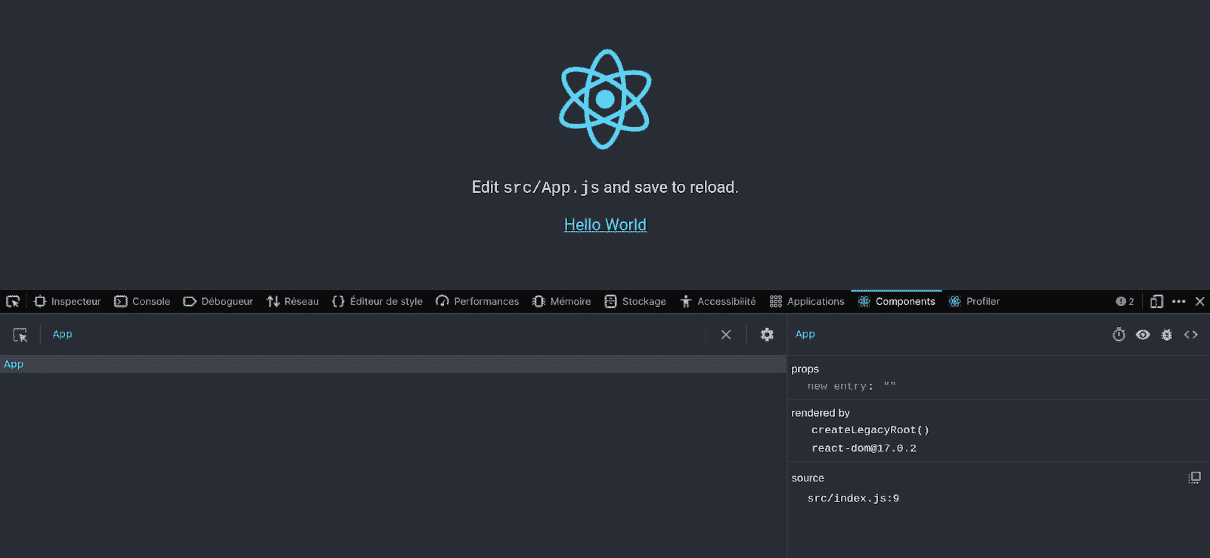 Edit src/App.js and save to reload.
Hello World
Inspecteur Console Débogueur Réseau Éditeur de style Performances Mémoire Stockage Accessibilité Applications Components Profiler 2
App App
App
props
new entry: ""
rendered by
createLegacyRoot()
react-dom@17.0.2
source
src/index.js:9